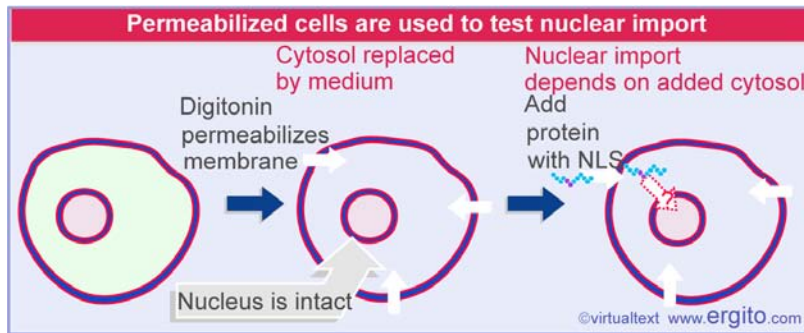 Permeabilized cells are used to test nuclear import
Cytosol replaced
by medium
Nuclear import
depends on added cytosol
Digitonin
permeabilizes
membrane
Add
protein
with NLS
Nucleus is intact
©virtualtext www.ergito.com